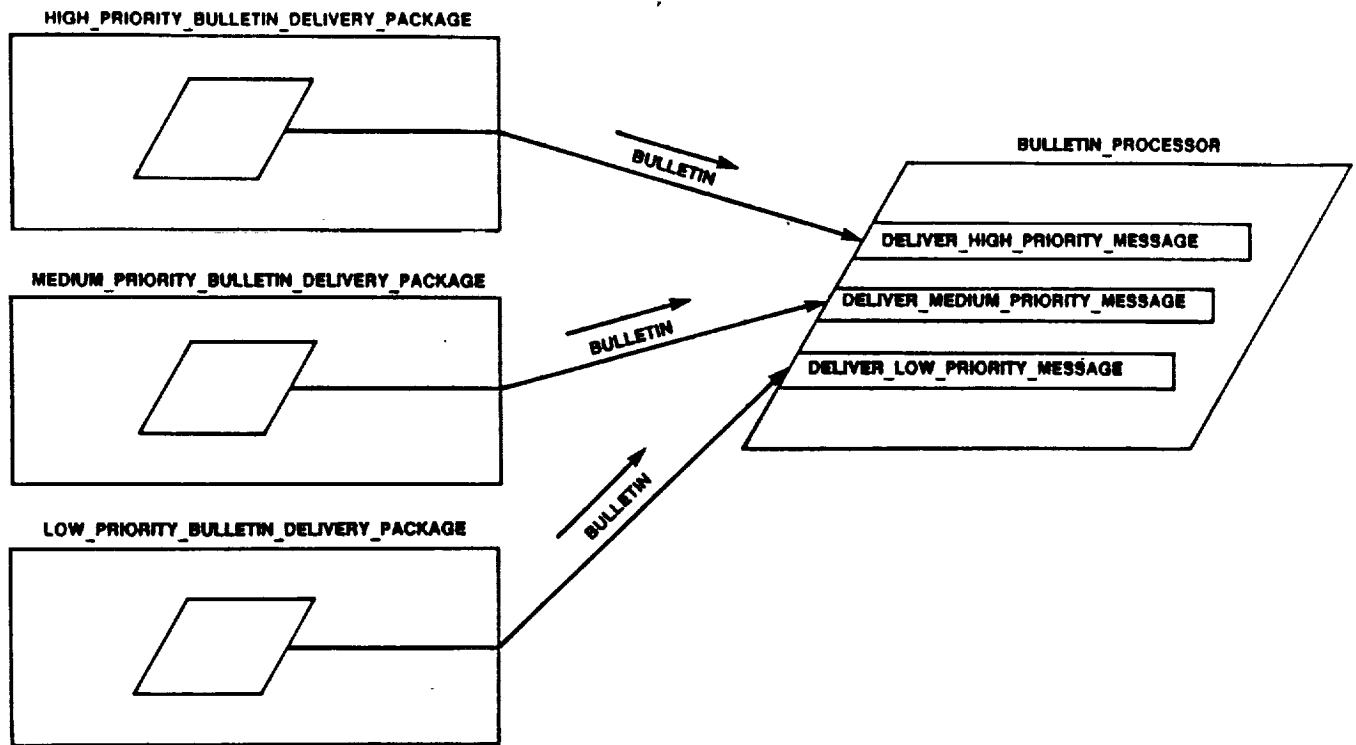 HIGH_PRIORITY_BULLETIN_DELIVERY_PACKAGE
BULLETIN
BULLETIN_PROCESSOR
DELIVER_HIGH_PRIORITY_MESSAGE
MEDIUM_PRIORITY_BULLETIN_DELIVERY_PACKAGE
BULLETIN
DELIVER_MEDIUM_PRIORITY_MESSAGE
DELIVER_LOW_PRIORITY_MESSAGE
LOW_PRIORITY_BULLETIN_DELIVERY_PACKAGE
BULLETIN